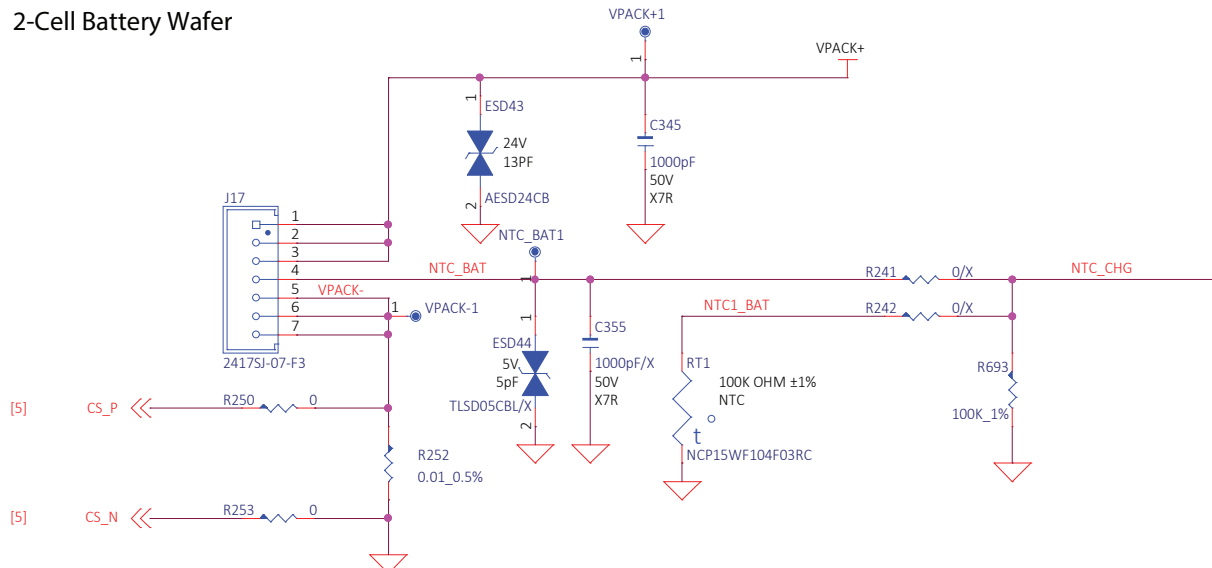 2-Cell Battery Wafer
VPACK+1
1
VPACK+
1
ESD43
24V
13PF
AESD24CB
2
C345
1000pF
50V
X7R
J17
1
2
3
4
5
6
7
2417SJ-07-F3
NTC_BAT1
1
NTC_BAT
VPACK-
1
VPACK-1
R241
0/X
NTC_CHG
NTC1_BAT
R242
0/X
1
ESD44
5V
5pF
TLSD05CBL/X
2
C355
1000pF/X
50V
X7R
RT1
100K OHM ±1%
NTC
t
NCP15WF104F03RC
R693
100K_1%
[5]
CS_P
R250
0
R252
0.01_0.5%
[5]
CS_N
R253
0